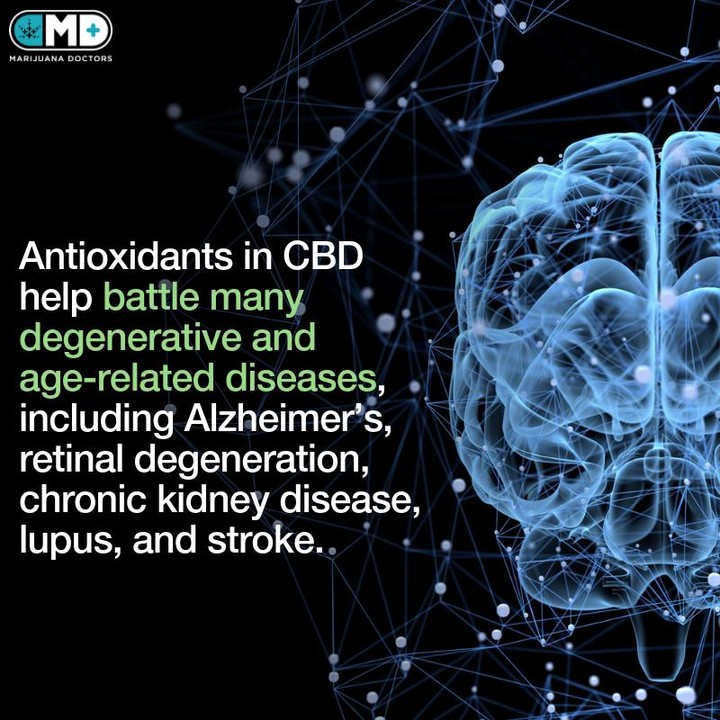 MD
MARIJUANA DOCTORS
Antioxidants in CBD
help battle many
degenerative and
age-related diseases,
including Alzheimer's,
retinal degeneration,
chronic kidney disease,
lupus, and stroke.